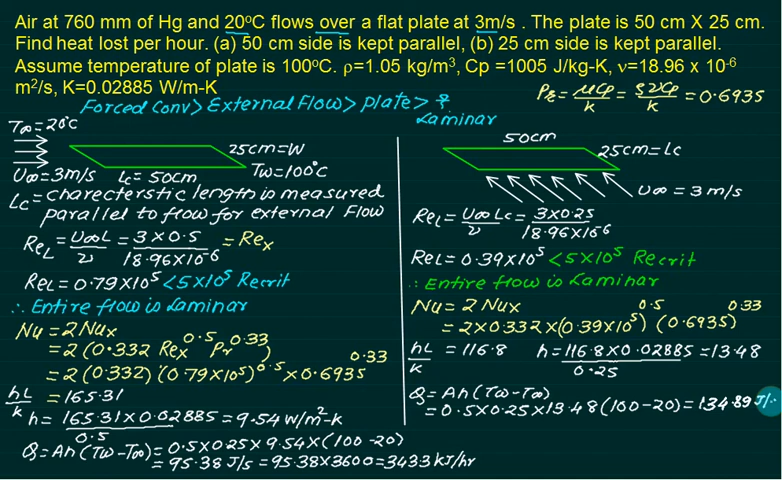 Air at 760 mm of Hg and 20°C flows over a flat plate at 3m/s . The plate is 50 cm X 25 cm.
Find heat lost per hour. (a) 50 cm side is kept parallel, (b) 25 cm side is kept parallel.
Assume temperature of plate is 100°C. ρ=1.05 kg/m³, Cp =1005 J/kg-K, ν=18.96 x 10⁻⁶
m²/s, K=0.02885 W/m-K
Pr = μCp/k = ρνCp/k = 0.6935
Forced Conv> External Flow> plate> ?
Laminar
T∞=20°C
25cm=W
U∞=3m/s Lc=50cm Tw=100°C
Lc=charecterstic length is measured
parallel to flow for external Flow
ReL = U∞L/ν = 3×0.5/18.96×10⁻⁶ = Rex
ReL=0.79×10⁵ <5×10⁵ Recrit
∴ Entire flow is Laminar
Nu = 2Nux
= 2(0.332 Rex^0.5 Pr^0.33)
= 2(0.332)(0.79×10⁵)^0.5 × 0.6935^0.33
hL/k = 165.31
h = 165.31×0.02885/0.5 = 9.54 W/m²-K
Q = Ah(Tw-T∞) = 0.5×0.25×9.54×(100-20)
= 95.38 J/s = 95.38×3600 = 3433 kJ/hr
50cm
25cm=Lc
U∞ = 3 m/s
ReL = U∞Lc/ν = 3×0.25/18.96×10⁻⁶
ReL=0.39×10⁵ <5×10⁵ Recrit
∴ Entire flow is Laminar
Nu = 2Nux
= 2×0.332×(0.39×10⁵)^0.5 (0.6935)^0.33
hL/k = 116.8 h = 116.8×0.02885/0.25 = 13.48
Q = Ah(Tw-T∞)
= 0.5×0.25×13.48(100-20) = 134.89 J/